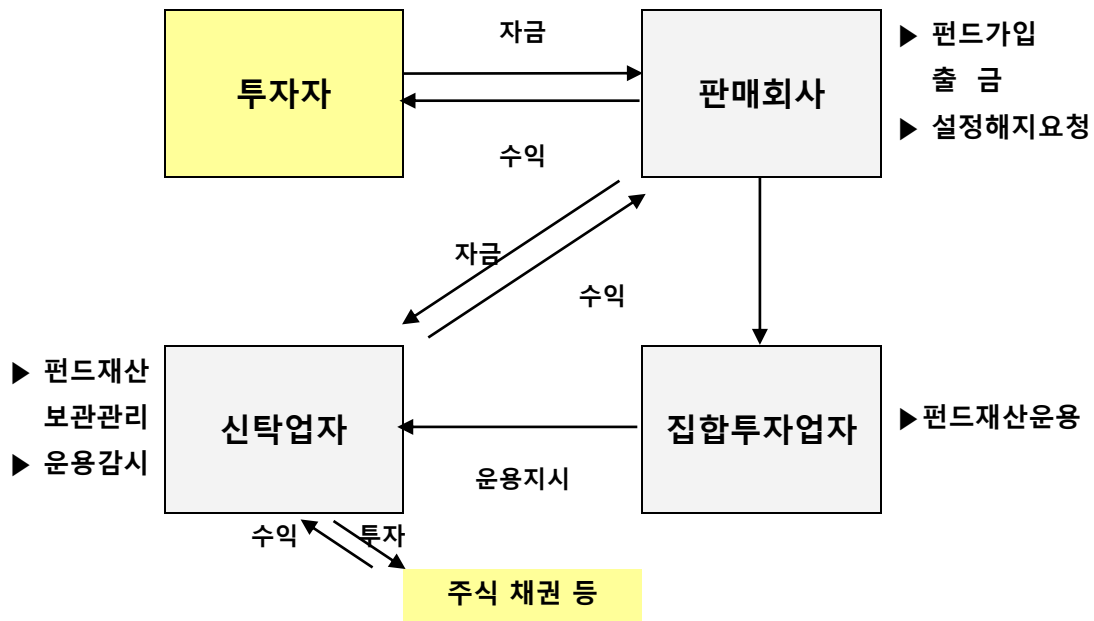 자금
투자자
판매회사
▶ 펀드가입
출 금
▶ 설정해지요청
수익
자금
수익
▶ 펀드재산
보관관리
▶ 운용감시
신탁업자
집합투자업자
▶펀드재산운용
운용지시
수익
투자
주식 채권 등